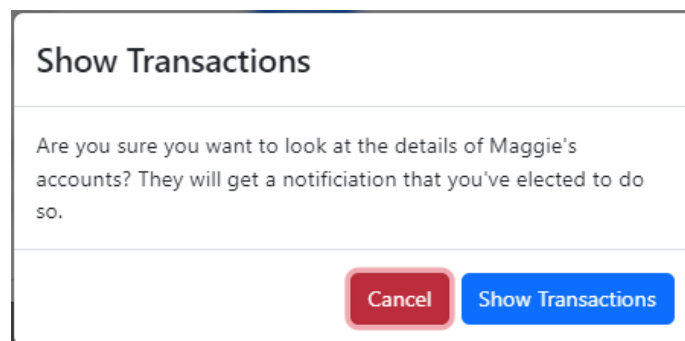 Show Transactions
Are you sure you want to look at the details of Maggie's
accounts? They will get a notificiation that you've elected to do
so.
Cancel
Show Transactions